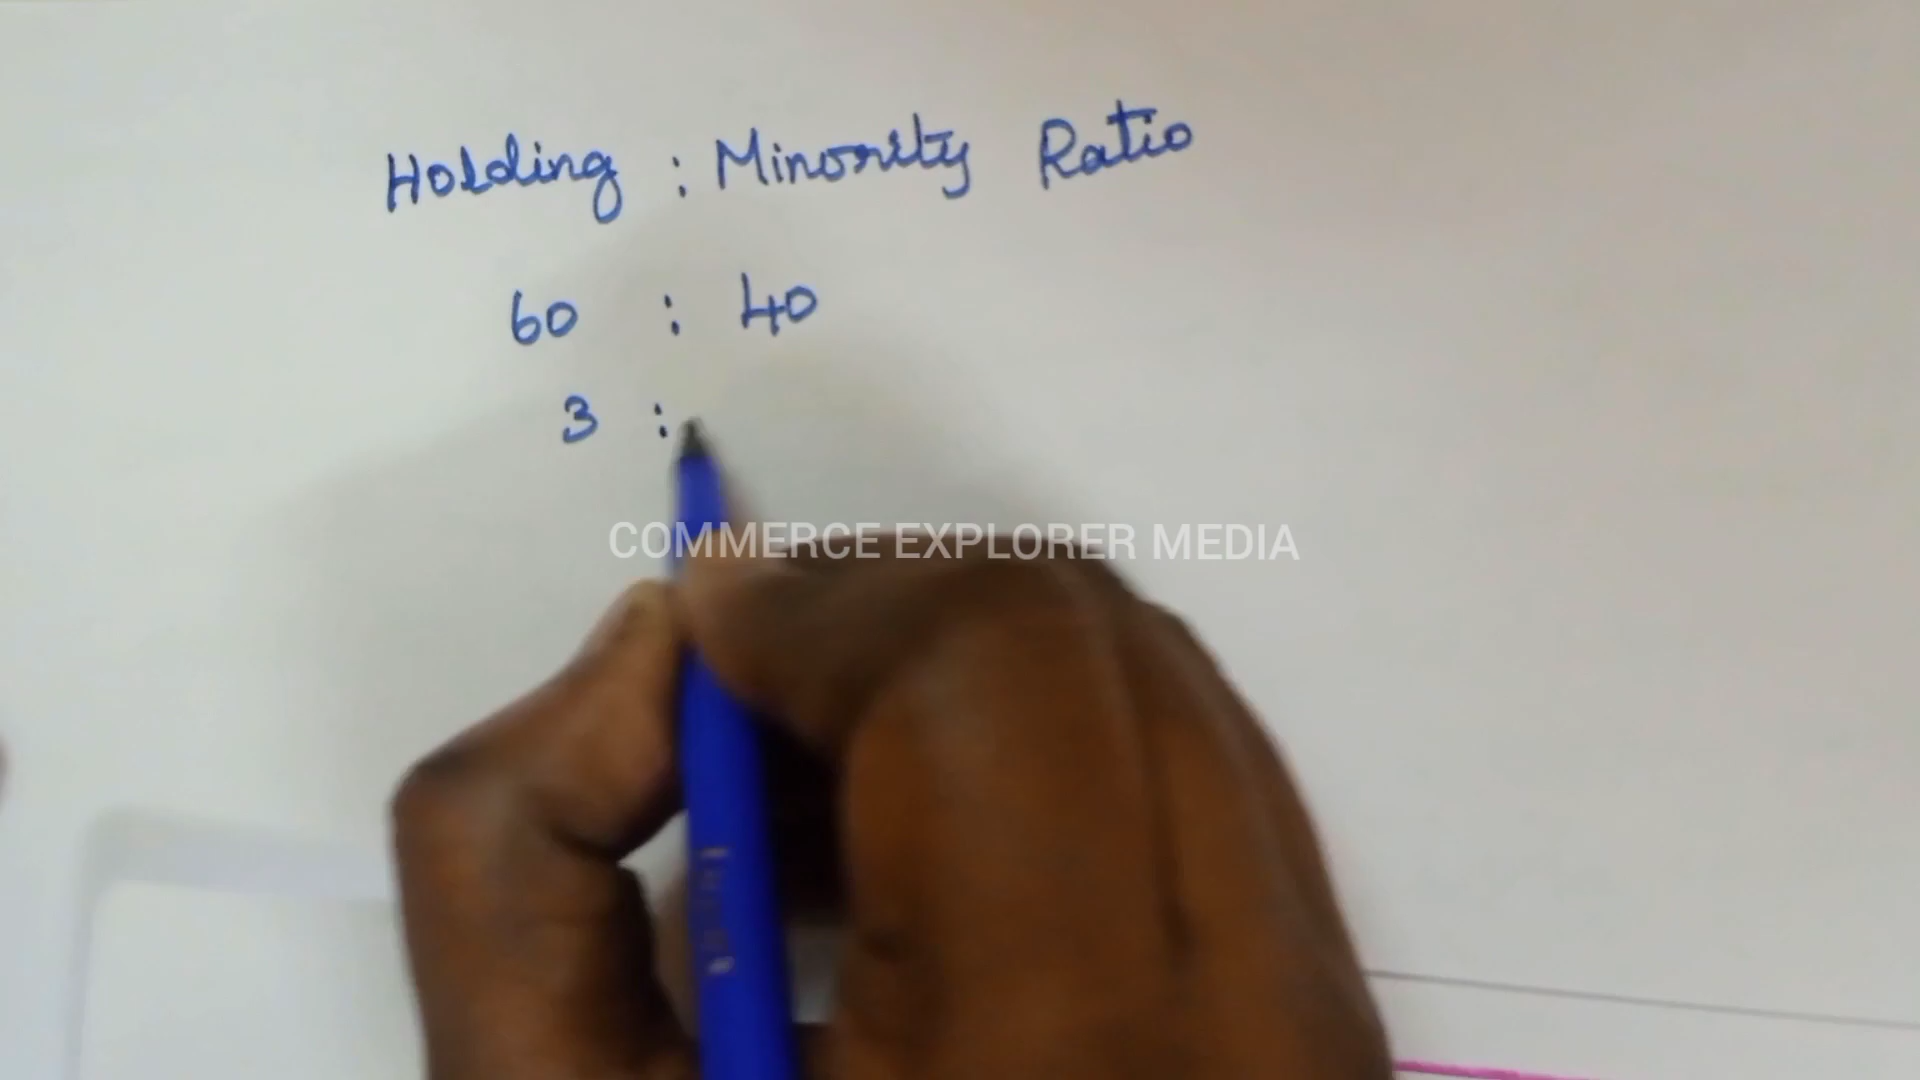 Holding : Minority Ratio
60 : 40
3 :
COMMERCE EXPLORER MEDIA